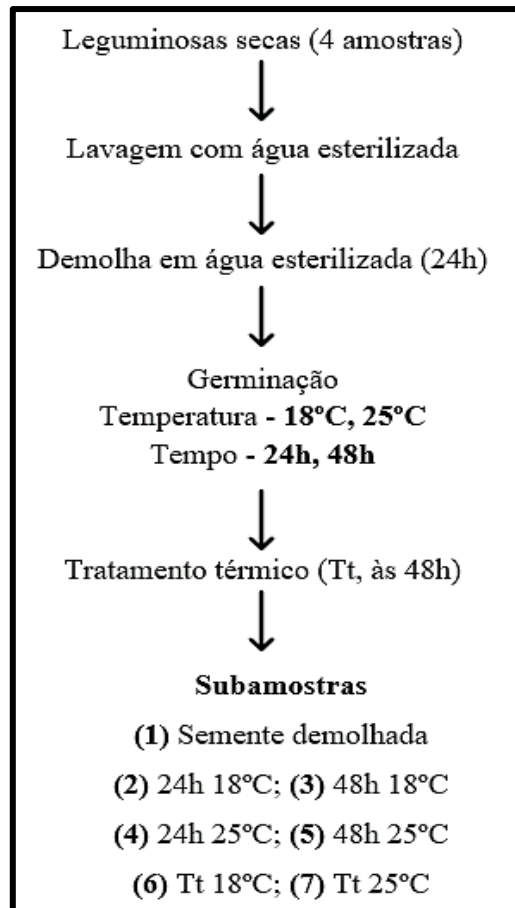 Leguminosas secas (4 amostras)
Lavagem com água esterilizada
Demolha em água esterilizada (24h)
Germinação
Temperatura - 18ºC, 25ºC
Tempo - 24h, 48h
Tratamento térmico (Tt, às 48h)
Subamostras
(1) Semente demolhada
(2) 24h 18ºC; (3) 48h 18ºC
(4) 24h 25ºC; (5) 48h 25ºC
(6) Tt 18ºC; (7) Tt 25ºC